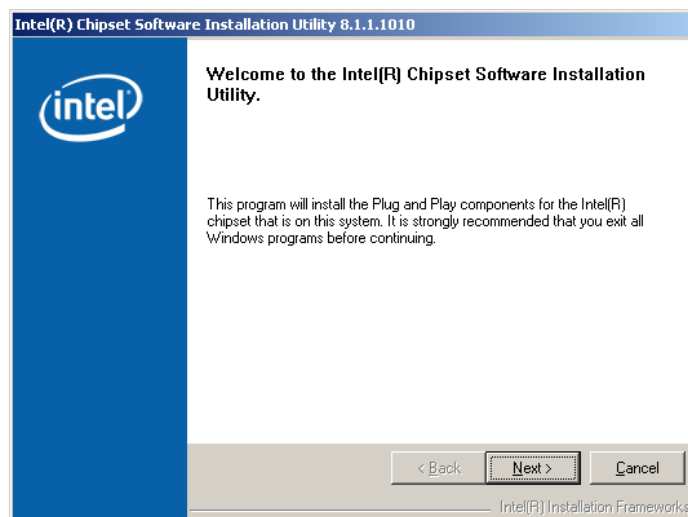 Intel(R) Chipset Software Installation Utility 8.1.1.1010
intel
Welcome to the Intel(R) Chipset Software Installation
Utility.
This program will install the Plug and Play components for the Intel(R)
chipset that is on this system. It is strongly recommended that you exit all
Windows programs before continuing.
< Back
Next >
Cancel
Intel(R) Installation Frameworks